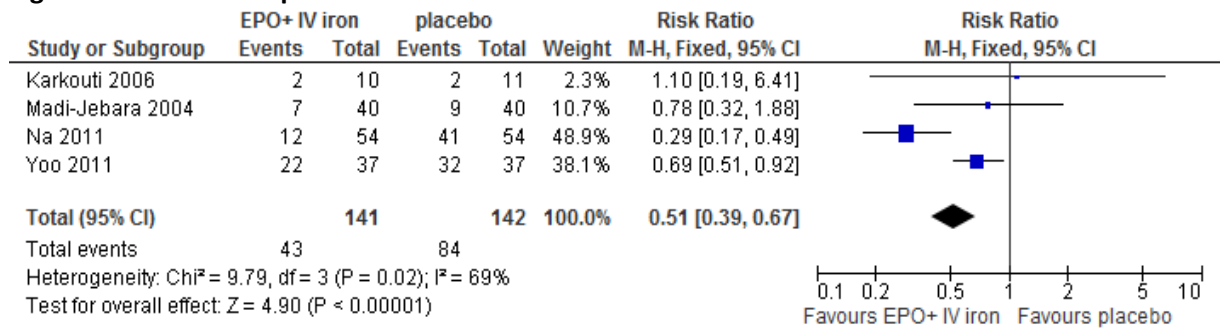 EPO+ IV iron placebo Risk Ratio Risk Ratio
Study or Subgroup Events Total Events Total Weight M-H, Fixed, 95% CI M-H, Fixed, 95% CI
Karkouti 2006 2 10 2 11 2.3% 1.10 [0.19, 6.41]
Madi-Jebara 2004 7 40 9 40 10.7% 0.78 [0.32, 1.88]
Na 2011 12 54 41 54 48.9% 0.29 [0.17, 0.49]
Yoo 2011 22 37 32 37 38.1% 0.69 [0.51, 0.92]
Total (95% CI) 141 142 100.0% 0.51 [0.39, 0.67]
Total events 43 84
Heterogeneity: Chi² = 9.79, df = 3 (P = 0.02); I² = 69%
Test for overall effect: Z = 4.90 (P < 0.00001)
0.1 0.2 0.5 1 2 5 10
Favours EPO+ IV iron Favours placebo